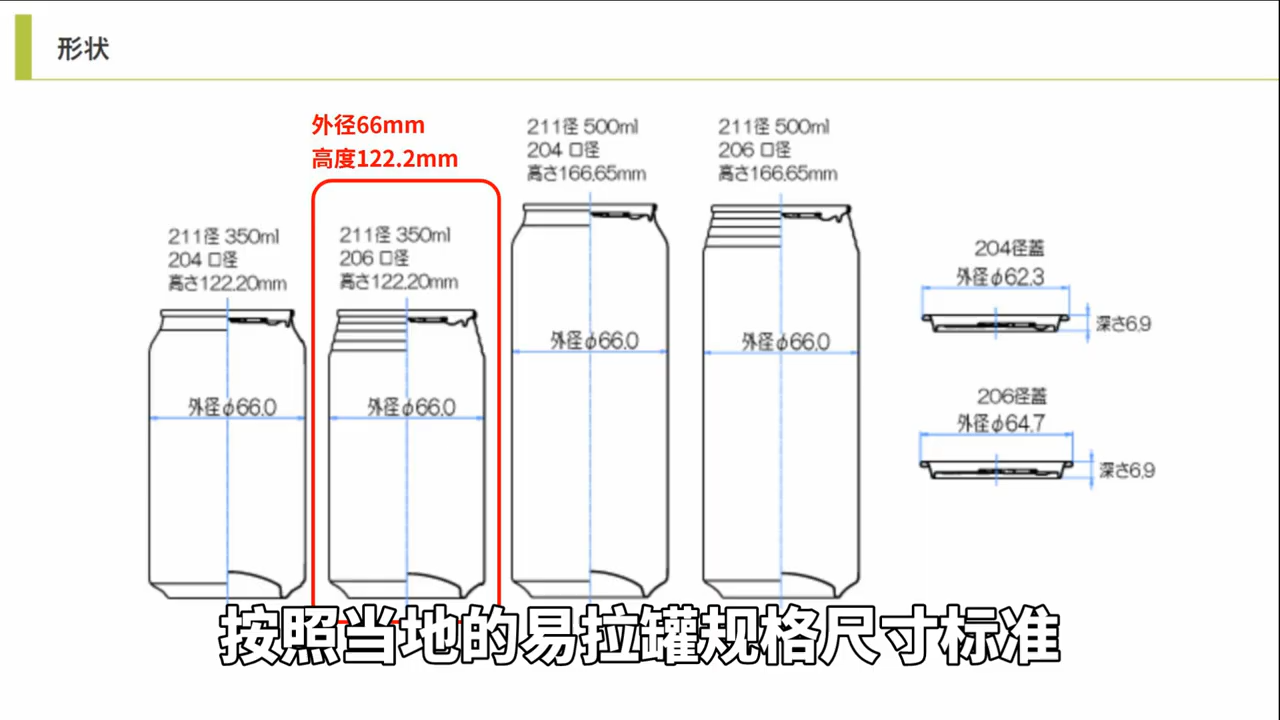 形状
外径66mm
高度122.2mm
211径 350ml
204 口径
高さ122.20mm
211径 350ml
206 口径
高さ122.20mm
211径 500ml
204 口径
高さ166.65mm
211径 500ml
206 口径
高さ166.65mm
外径φ66.0
外径φ66.0
外径φ66.0
外径φ66.0
204径蓋
外径φ62.3
深さ6.9
206径蓋
外径φ64.7
深さ6.9
按照当地的易拉罐规格尺寸标准